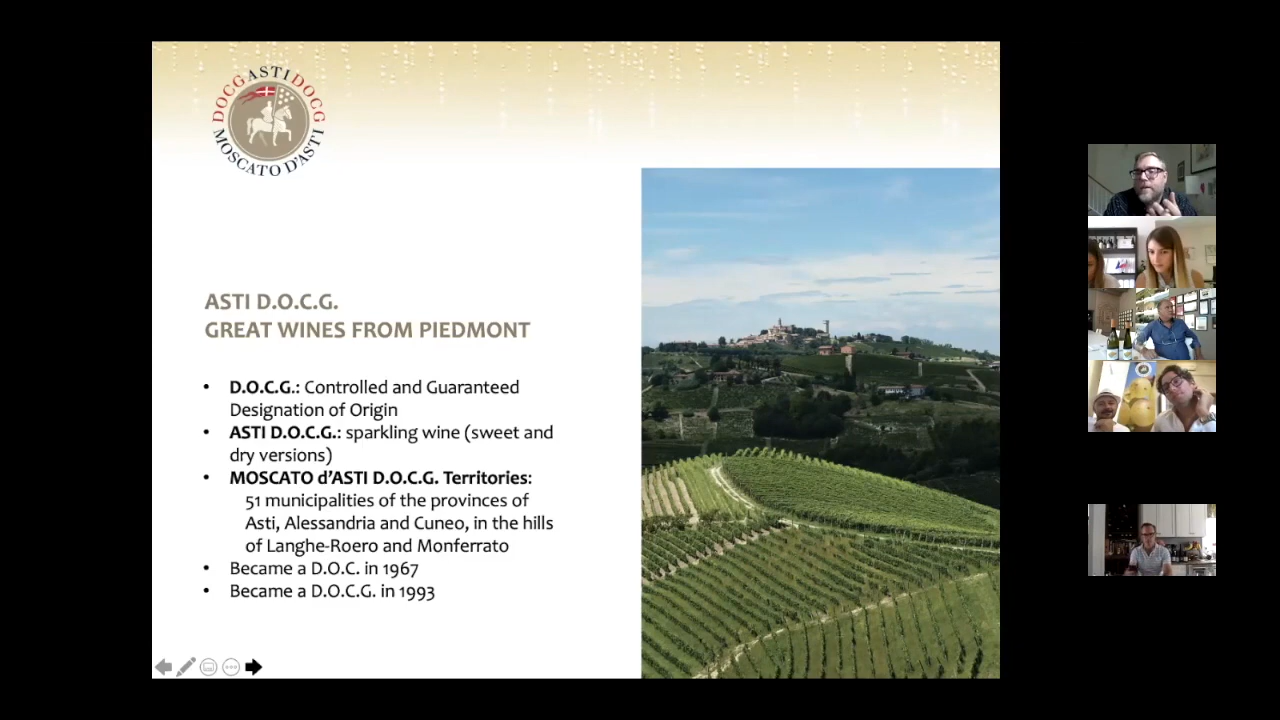 DOCG ASTI DOCG
MOSCATO D'ASTI
ASTI D.O.C.G.
GREAT WINES FROM PIEDMONT
• D.O.C.G.: Controlled and Guaranteed
Designation of Origin
• ASTI D.O.C.G.: sparkling wine (sweet and
dry versions)
• MOSCATO d’ASTI D.O.C.G. Territories:
51 municipalities of the provinces of
Asti, Alessandria and Cuneo, in the hills
of Langhe-Roero and Monferrato
• Became a D.O.C. in 1967
• Became a D.O.C.G. in 1993